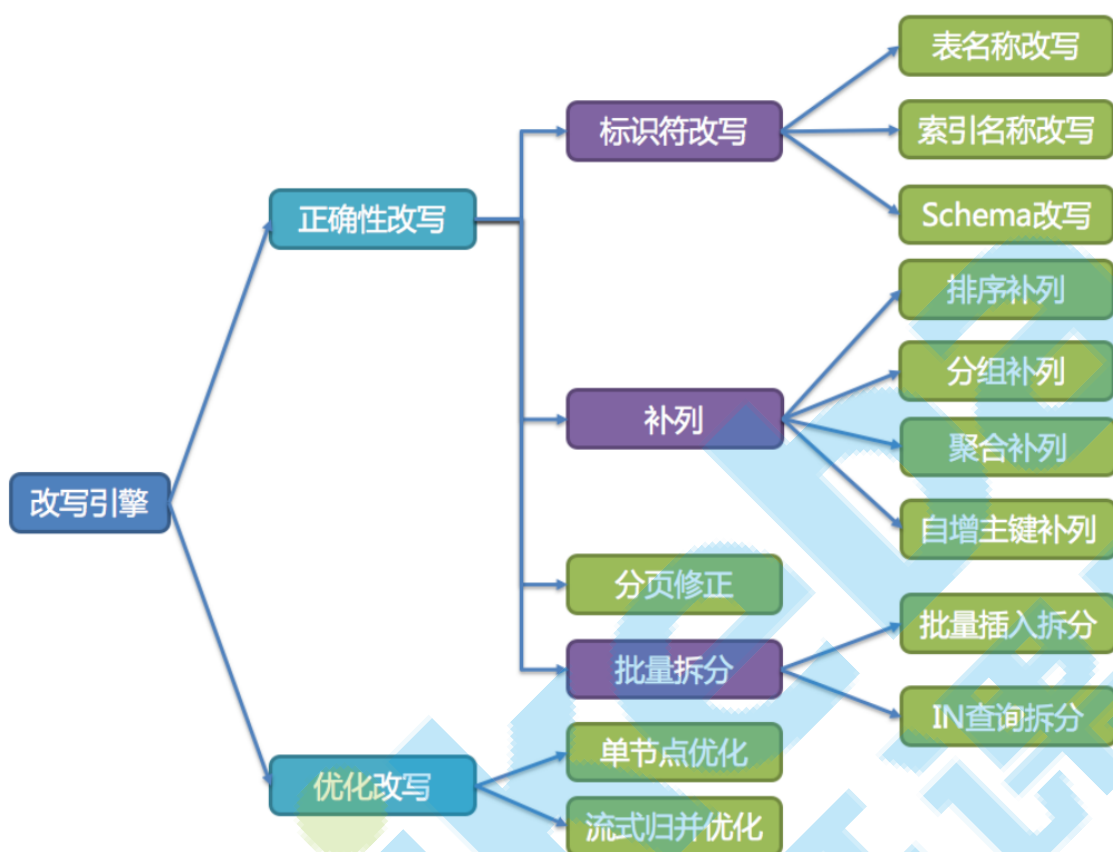 改写引擎
正确性改写
标识符改写
表名称改写
索引名称改写
Schema改写
补列
排序补列
分组补列
聚合补列
自增主键补列
分页修正
批量拆分
批量插入拆分
IN查询拆分
优化改写
单节点优化
流式归并优化